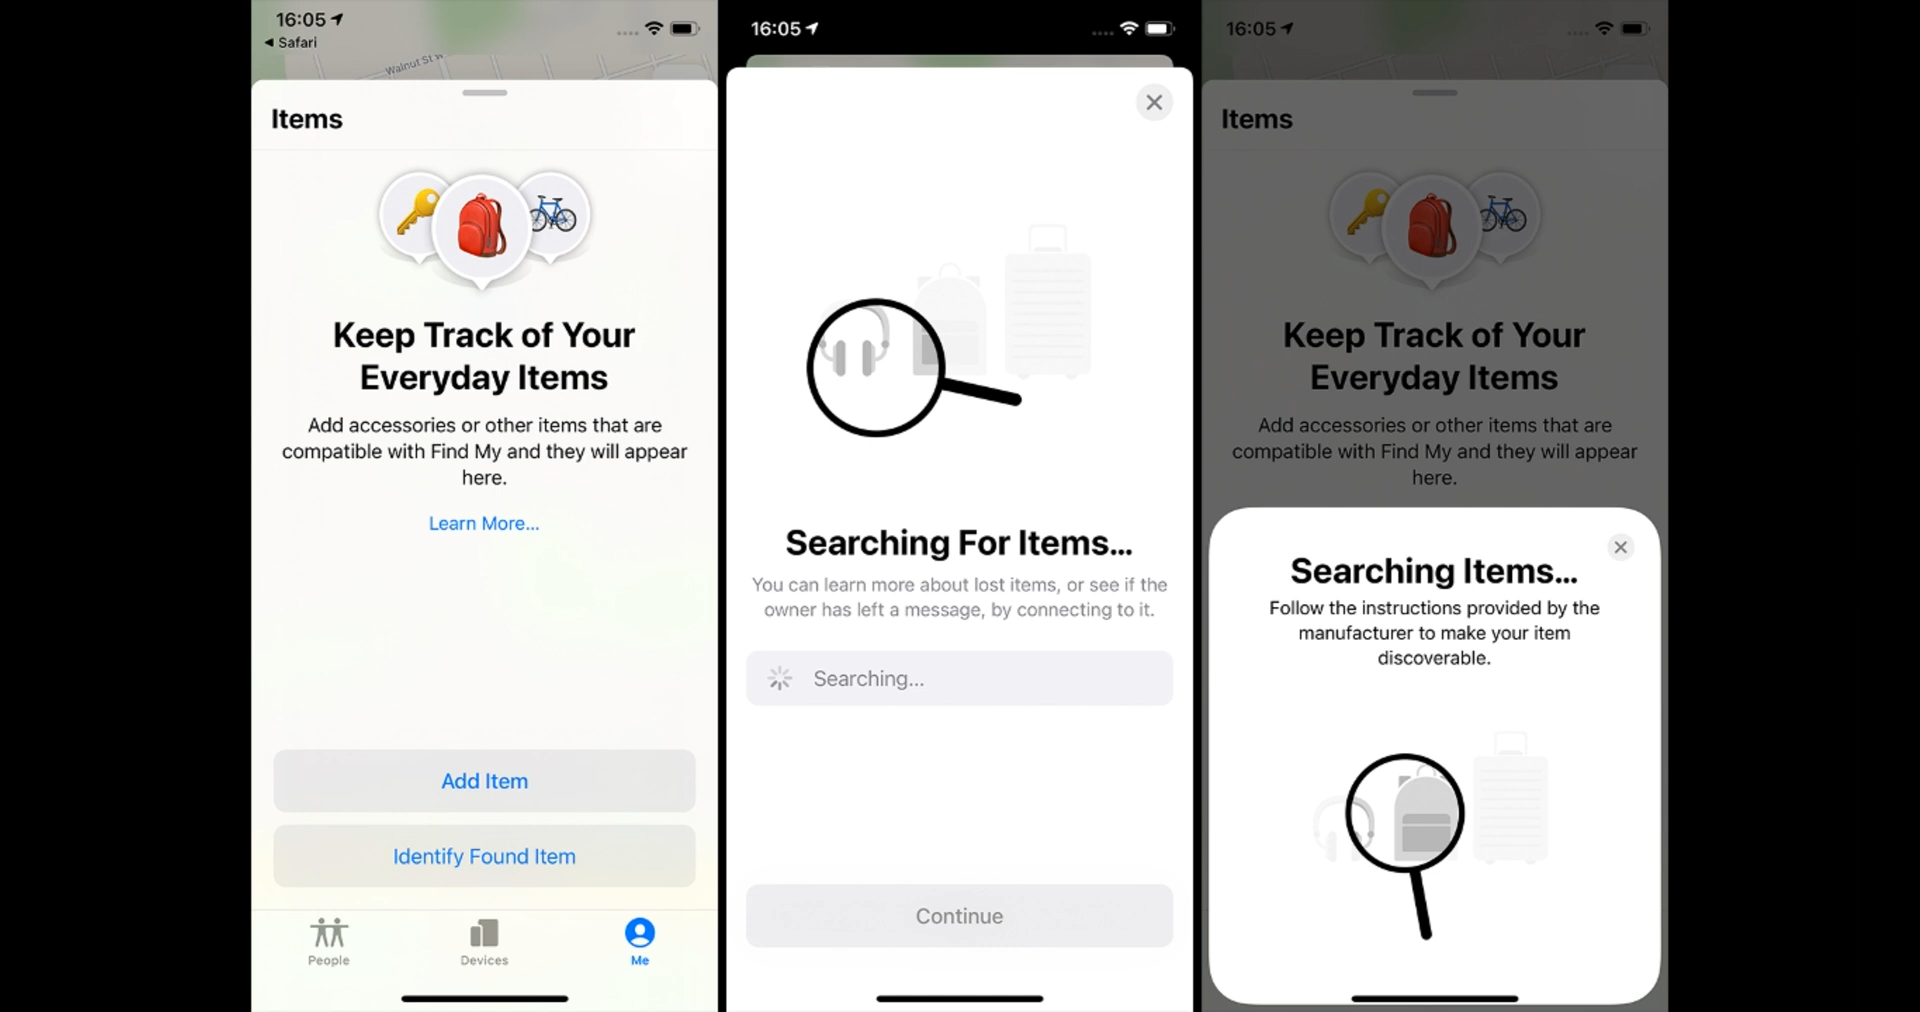 16:05
◀ Safari
Walnut St W
Items
Keep Track of Your
Everyday Items
Add accessories or other items that are
compatible with Find My and they will appear
here.
Learn More...
Add Item
Identify Found Item
People
Devices
Me
16:05
Searching For Items...
You can learn more about lost items, or see if the
owner has left a message, by connecting to it.
Searching...
Continue
16:05
Items
Keep Track of Your
Everyday Items
Add accessories or other items that are
compatible with Find My and they will appear
here.
Searching Items...
Follow the instructions provided by the
manufacturer to make your item
discoverable.